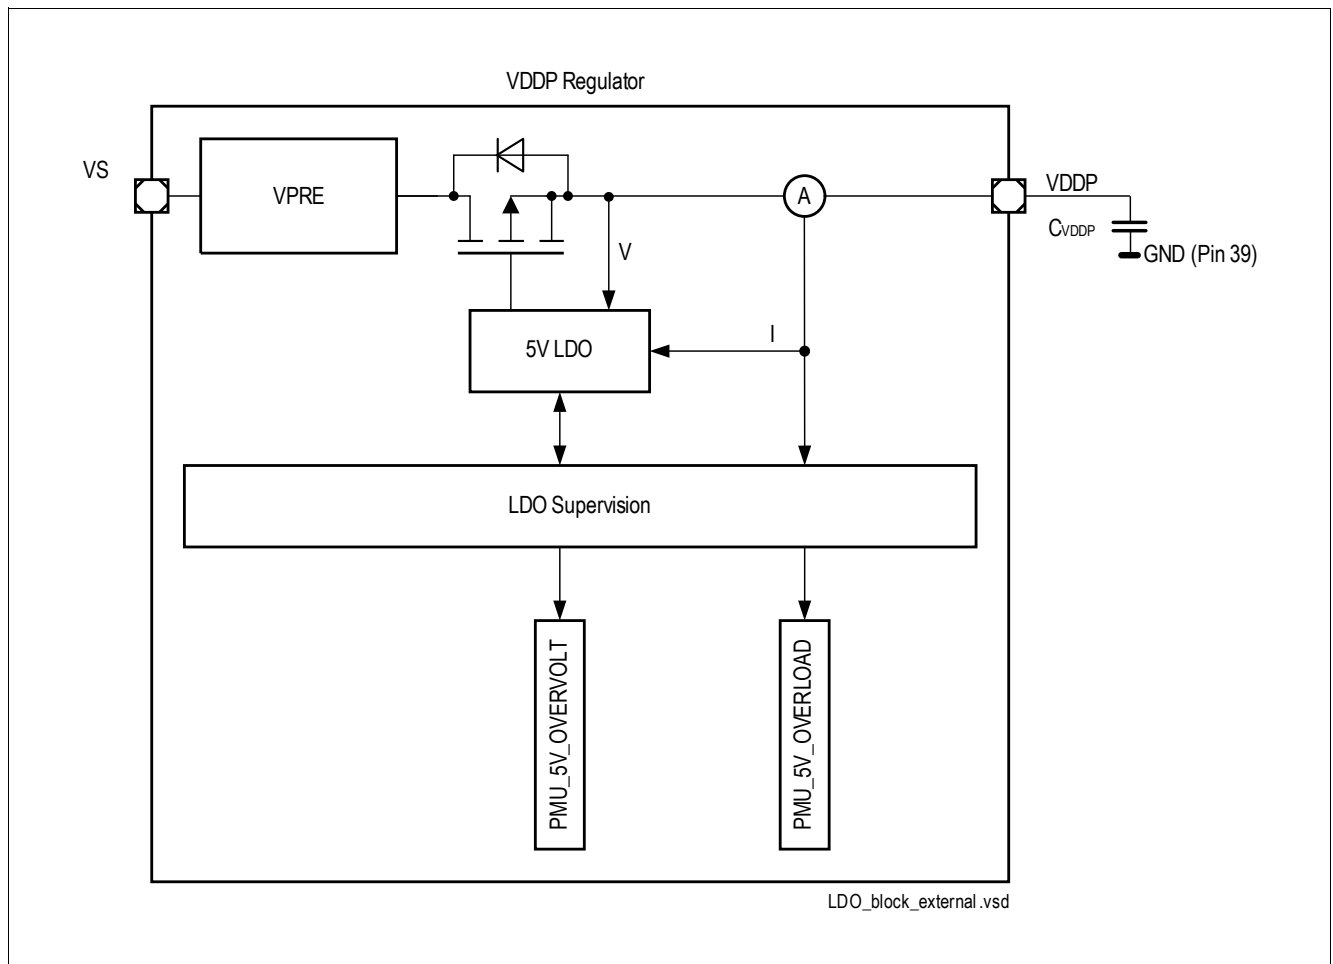 VDDP Regulator
VS
VPRE
A
VDDP
CVDDP
GND (Pin 39)
V
5V LDO
I
LDO Supervision
PMU_5V_OVERVOLT
PMU_5V_OVERLOAD
LDO_block_external.vsd